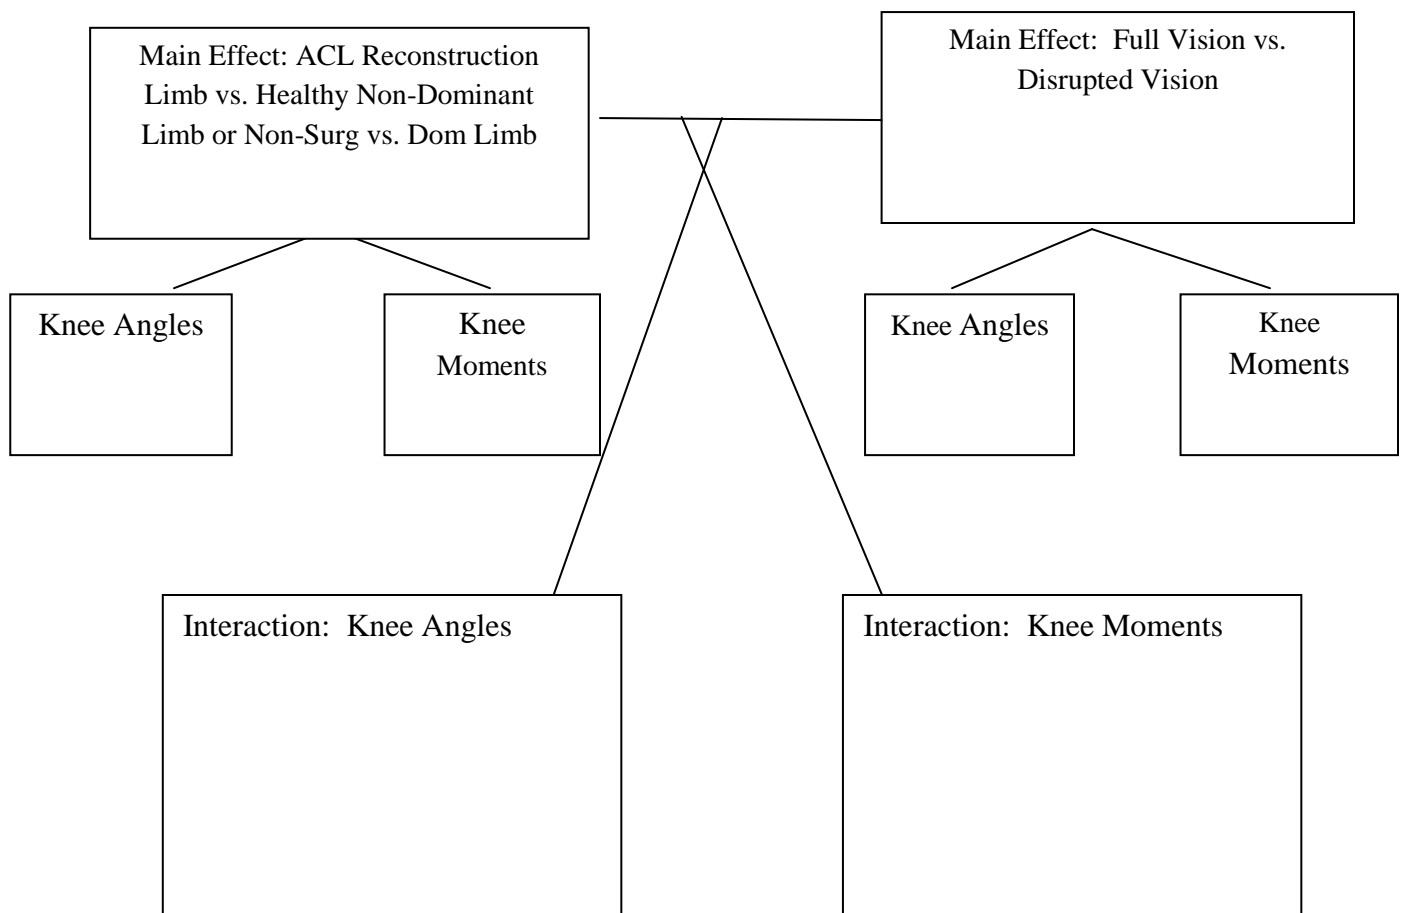 Main Effect: ACL Reconstruction
Limb vs. Healthy Non-Dominant
Limb or Non-Surg vs. Dom Limb
Main Effect:  Full Vision vs.
Disrupted Vision
Knee Angles
Knee
Moments
Knee Angles
Knee
Moments
Interaction:  Knee Angles
Interaction:  Knee Moments